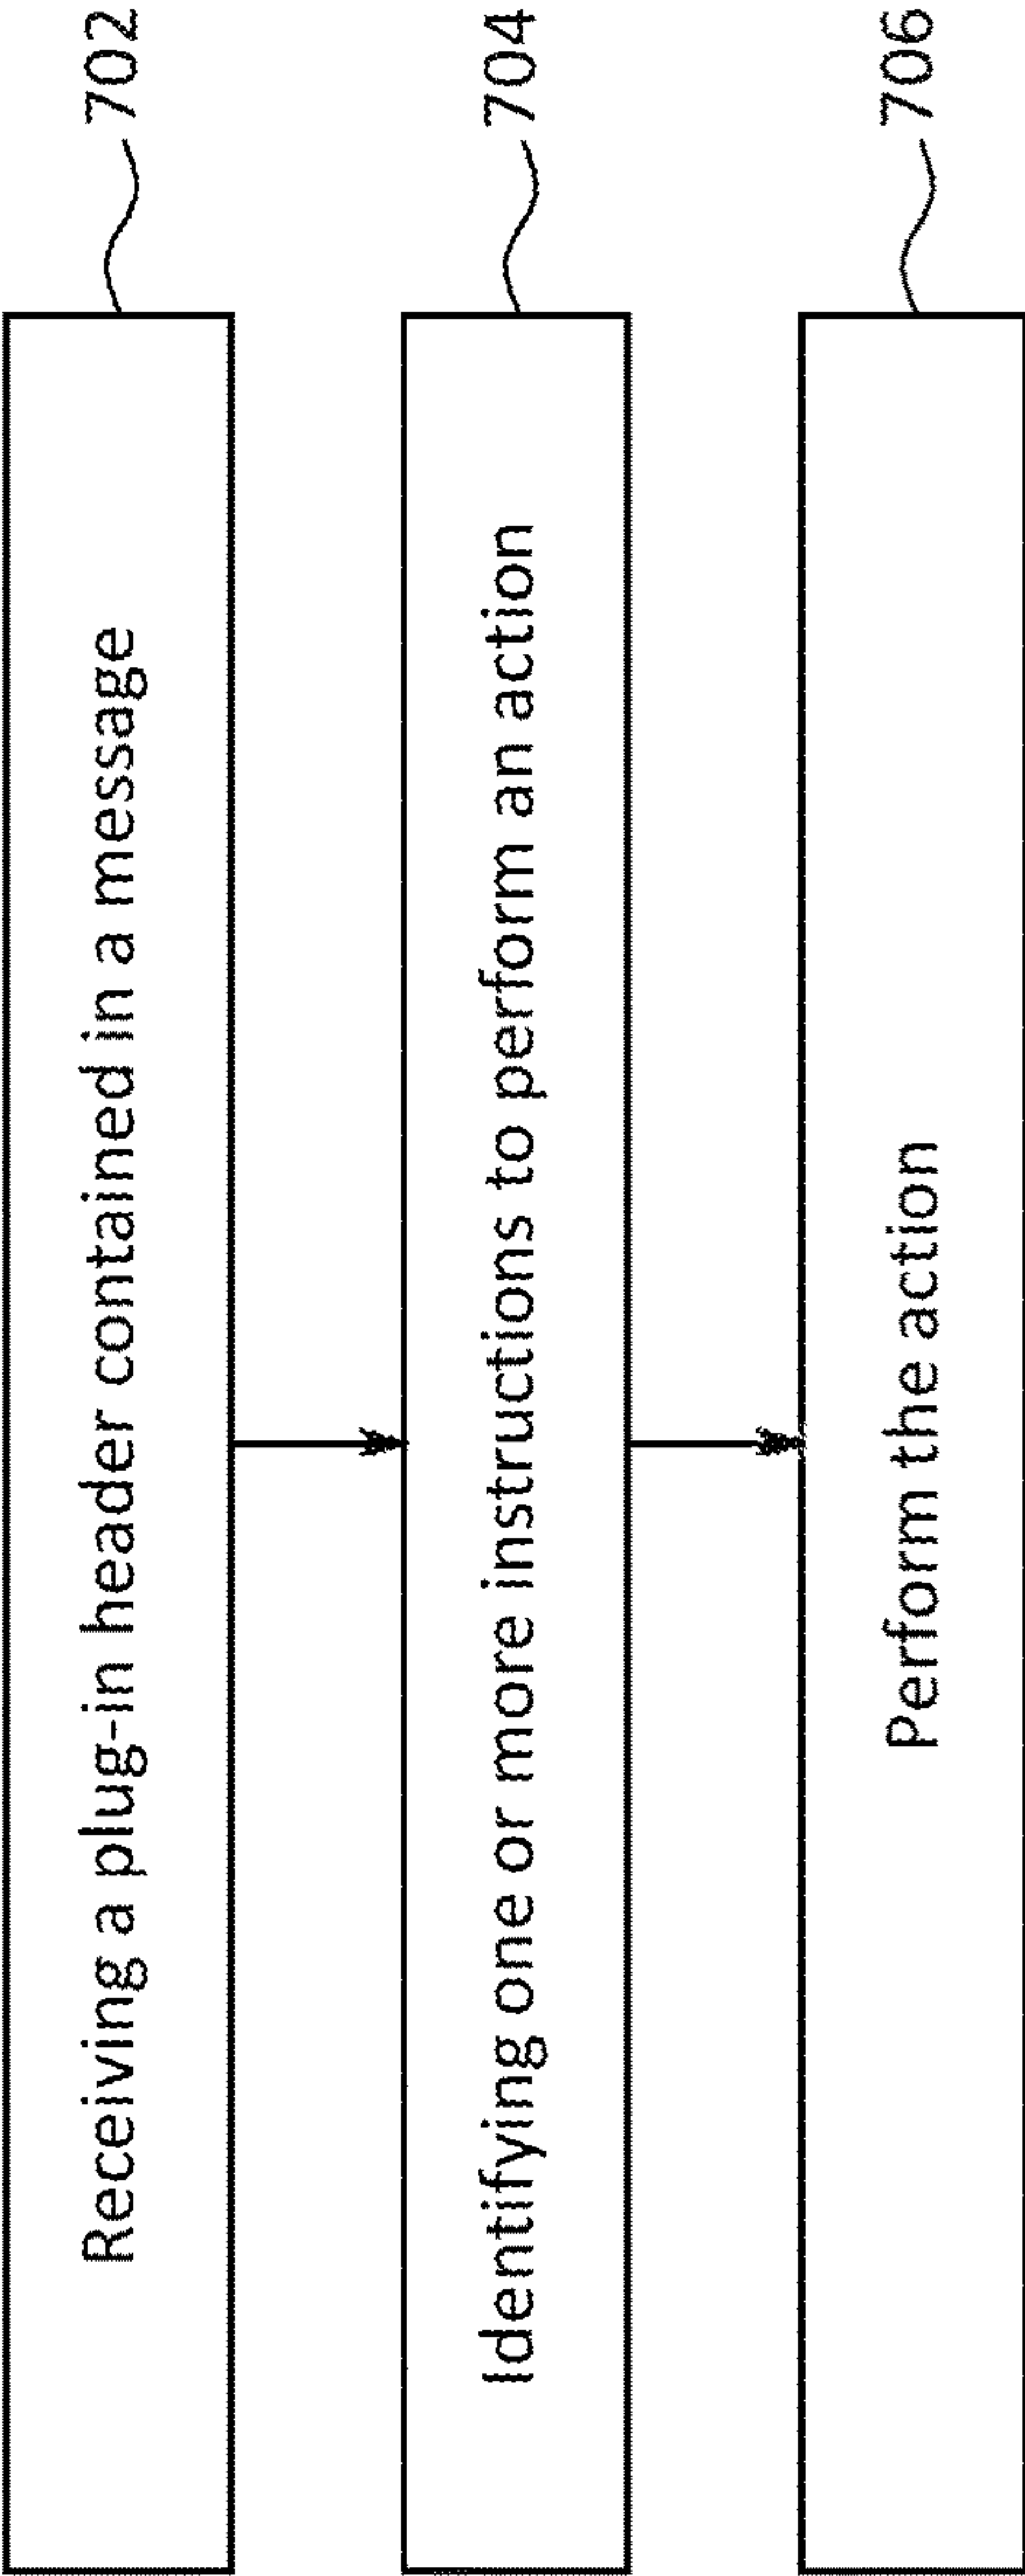 Receiving a plug-in header contained in a message
702
Identifying one or more instructions to perform an action
704
Perform the action
706